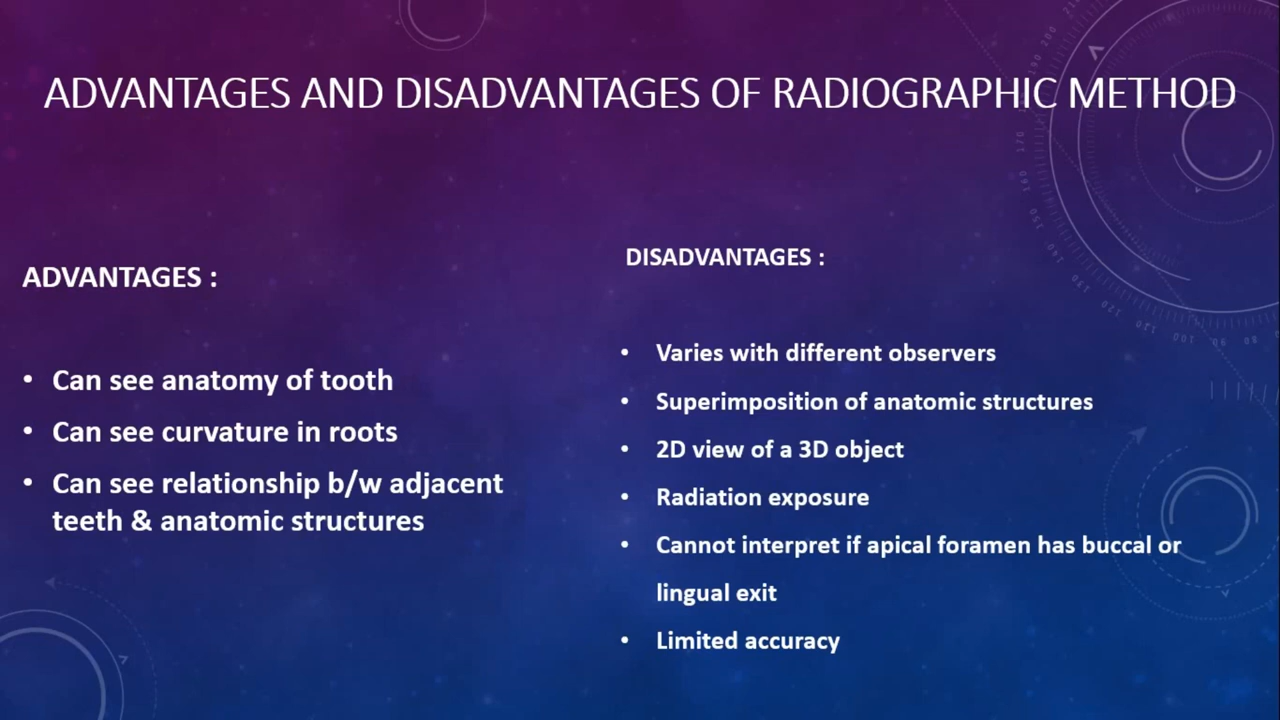 ADVANTAGES AND DISADVANTAGES OF RADIOGRAPHIC METHOD
ADVANTAGES :
• Can see anatomy of tooth
• Can see curvature in roots
• Can see relationship b/w adjacent
teeth & anatomic structures
DISADVANTAGES :
• Varies with different observers
• Superimposition of anatomic structures
• 2D view of a 3D object
• Radiation exposure
• Cannot interpret if apical foramen has buccal or
lingual exit
• Limited accuracy